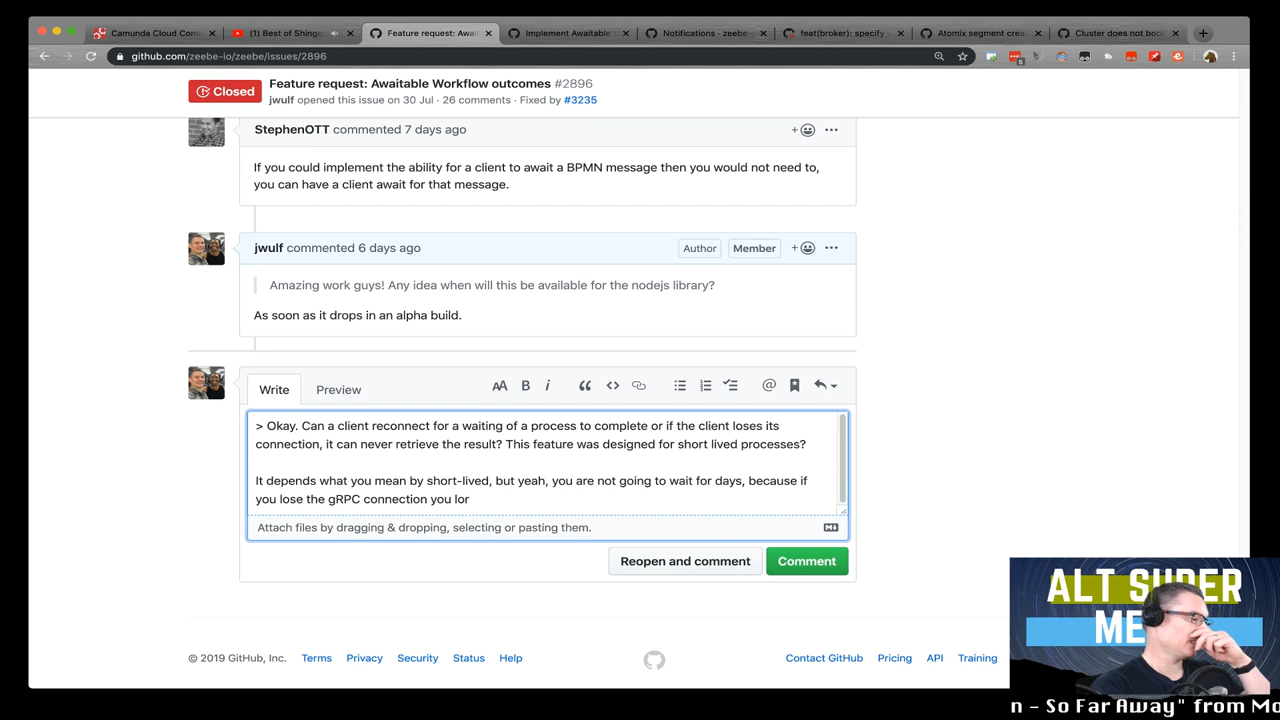 Camunda Cloud Con
(1) Best of Shingo
Feature request: Awai
Implement Awaitable
Notifications · zeebe
feat(broker): specify
Atomix segment crea
Cluster does not boo
github.com/zeebe-io/zeebe/issues/2896
Closed
Feature request: Awaitable Workflow outcomes #2896
jwulf opened this issue on 30 Jul · 26 comments · Fixed by #3235
StephenOTT commented 7 days ago
If you could implement the ability for a client to await a BPMN message then you would not need to,
you can have a client await for that message.
jwulf commented 6 days ago
Author
Member
Amazing work guys! Any idea when will this be available for the nodejs library?
As soon as it drops in an alpha build.
Write
Preview
> Okay. Can a client reconnect for a waiting of a process to complete or if the client loses its
connection, it can never retrieve the result? This feature was designed for short lived processes?
It depends what you mean by short-lived, but yeah, you are not going to wait for days, because if
you lose the gRPC connection you lor
Attach files by dragging & dropping, selecting or pasting them.
Reopen and comment
Comment
© 2019 GitHub, Inc.
Terms
Privacy
Security
Status
Help
Contact GitHub
Pricing
API
Training
ALT SUPER
ME
n - So Far Away" from Mo